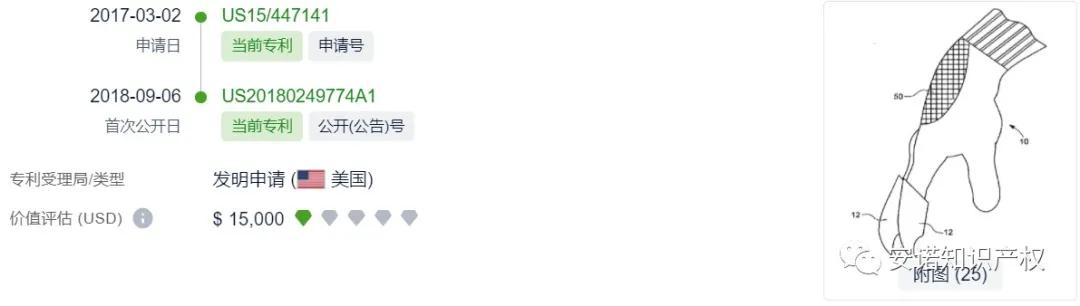 2017-03-02 US15/447141
申请日 当前专利 申请号
2018-09-06 US20180249774A1
首次公开日 当前专利 公开(公告)号
专利受理局/类型 发明申请 (美国)
价值评估 (USD) $ 15,000
50
10
12
12
安诺知识产权
附图 (25)